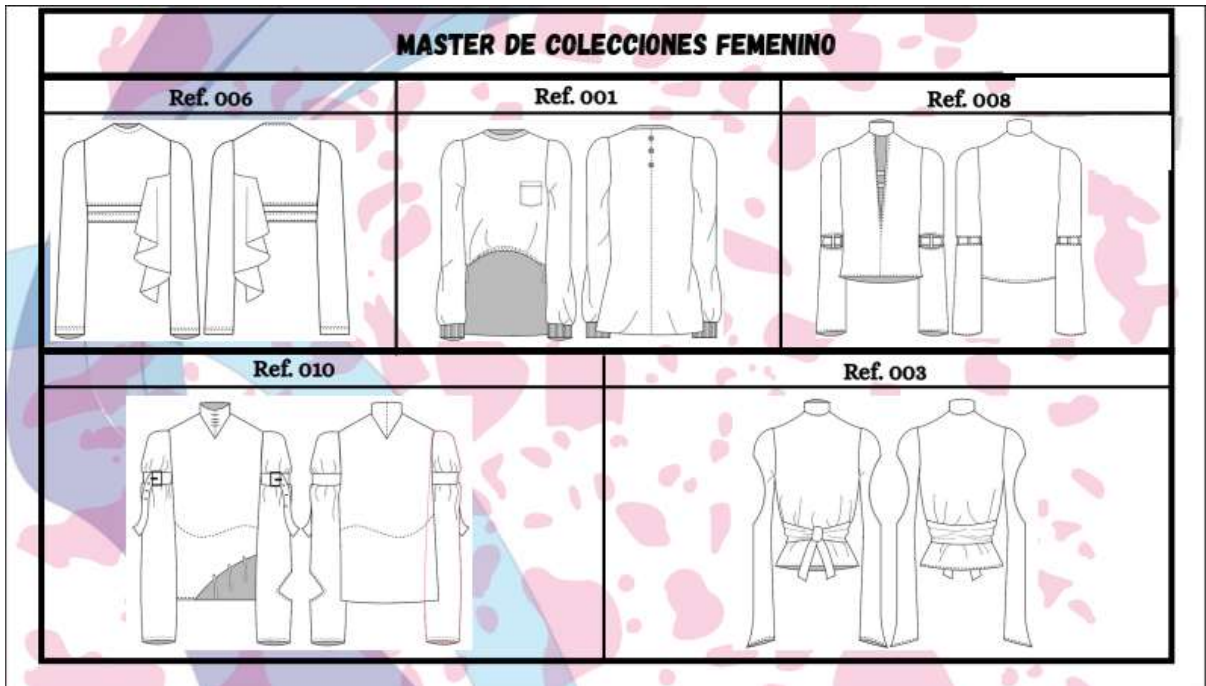 MASTER DE COLECCIONES FEMENINO
Ref. 006
Ref. 001
Ref. 008
Ref. 010
Ref. 003